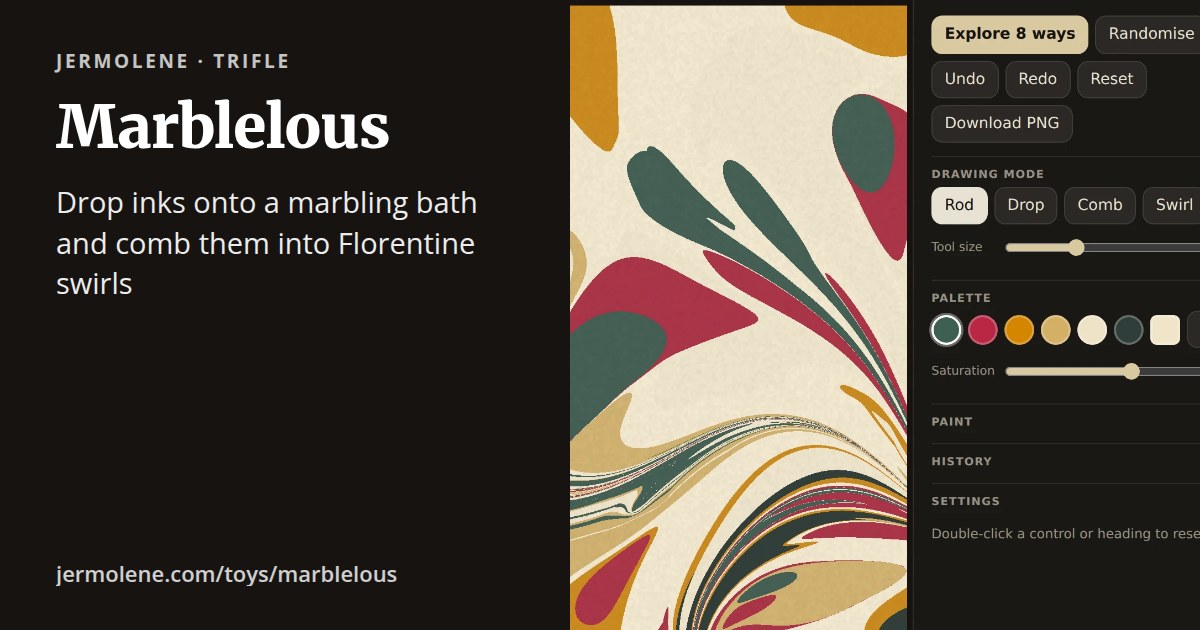 JERMOLENE · TRIFLE
Marblelous
Drop inks onto a marbling bath
and comb them into Florentine
swirls
jermolene.com/toys/marblelous
Explore 8 ways
Randomise
Undo
Redo
Reset
Download PNG
DRAWING MODE
Rod
Drop
Comb
Swirl
Tool size
PALETTE
Saturation
PAINT
HISTORY
SETTINGS
Double-click a control or heading to rese